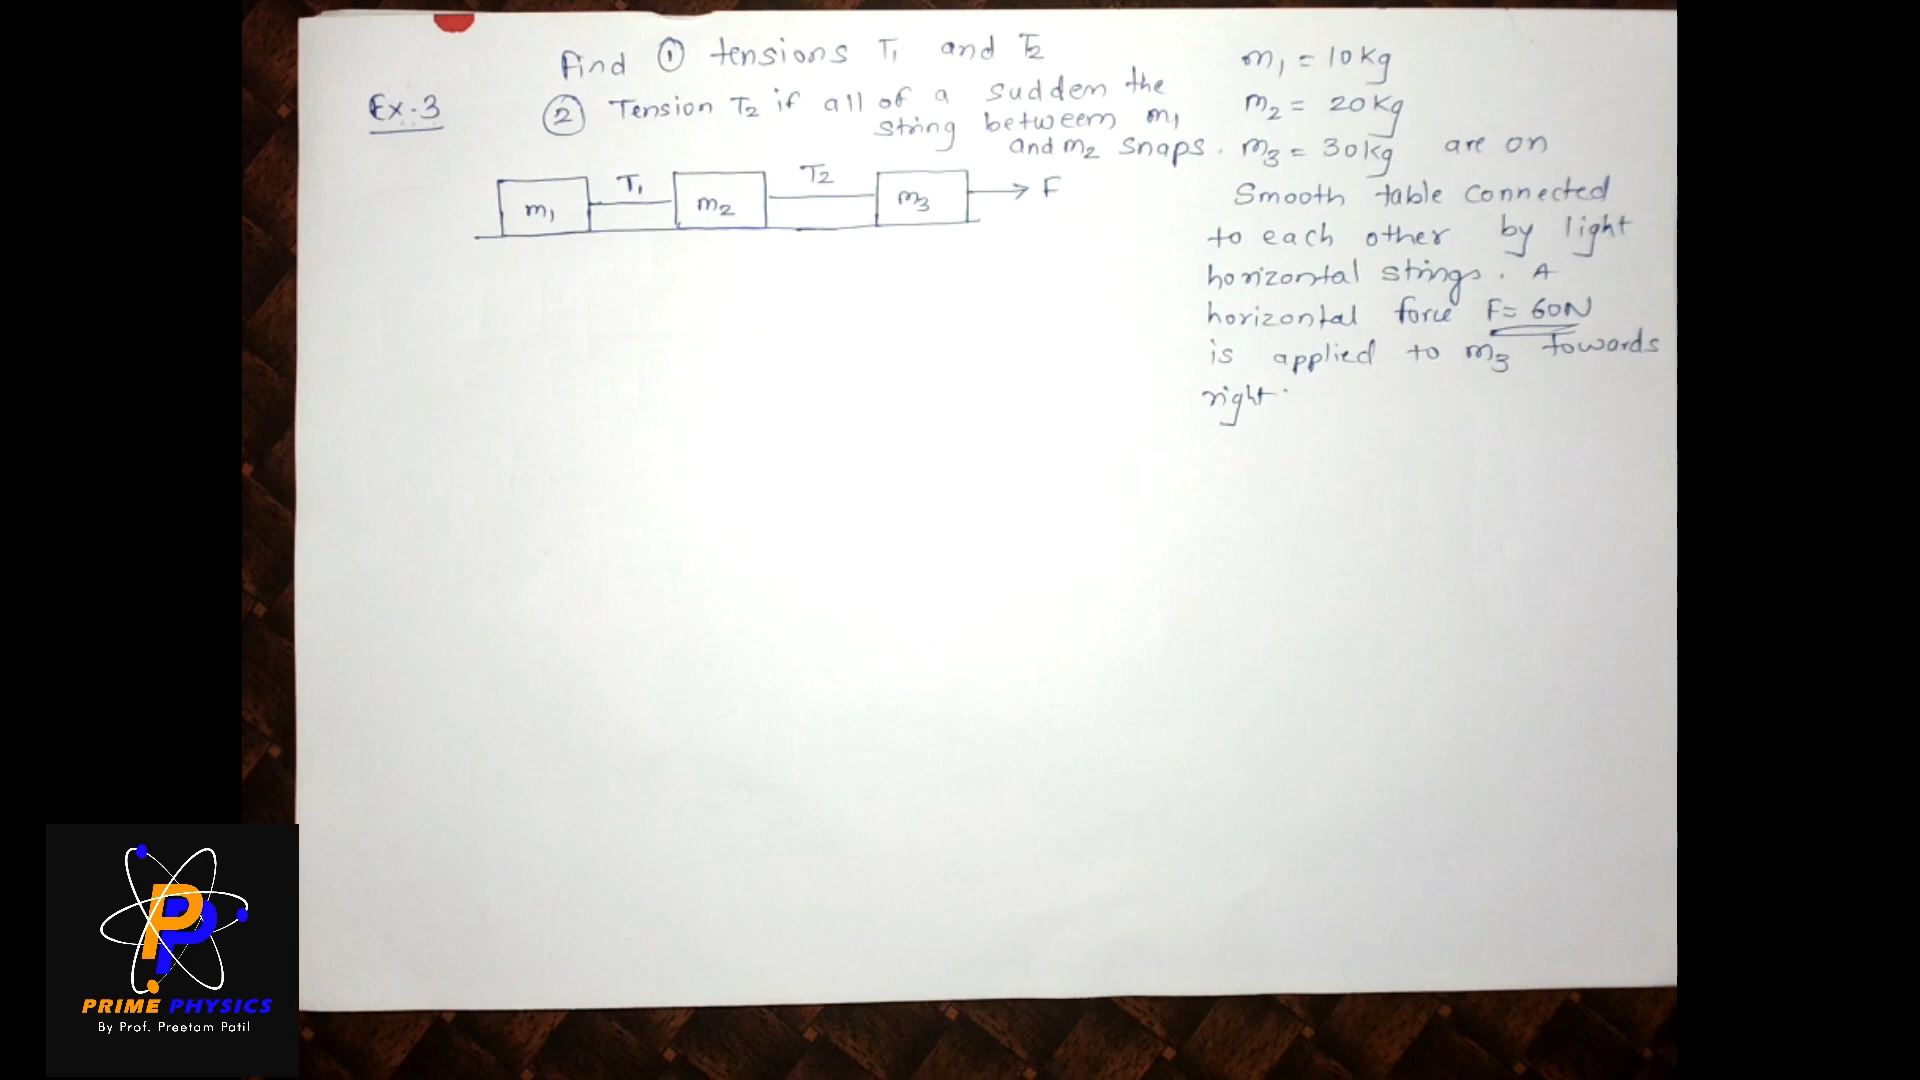 Find ① tensions T₁ and T₂
Ex.3
② Tension T₂ if all of a sudden the
string between m₁
and m₂ snaps.
m₁ = 10kg
m₂ = 20kg
m₃ = 30kg are on
Smooth table connected
to each other by light
horizontal strings. A
horizontal force F= 60N
is applied to m₃ towards
right.
m₁ T₁ m₂ T₂ m₃ F
PRIME PHYSICS
By Prof. Preetam Patil